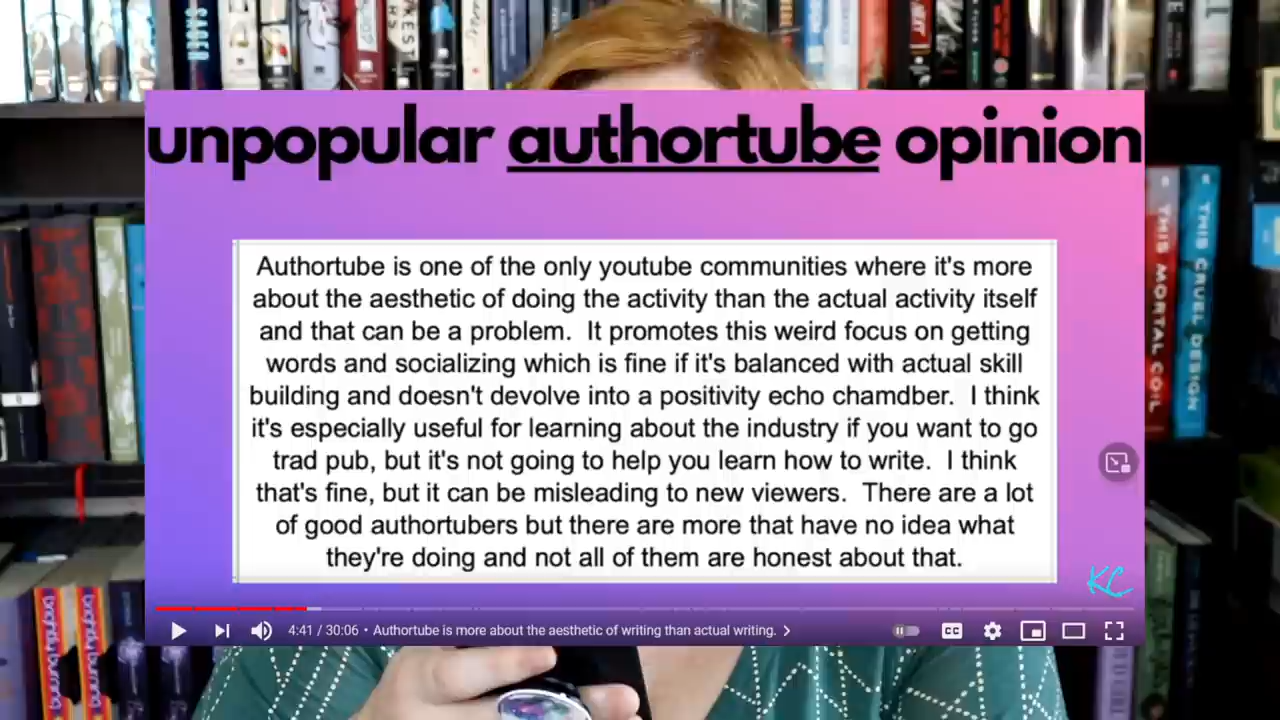 SABER
unpopular authortube opinion
Authortube is one of the only youtube communities where it's more
about the aesthetic of doing the activity than the actual activity itself
and that can be a problem.  It promotes this weird focus on getting
words and socializing which is fine if it's balanced with actual skill
building and doesn't devolve into a positivity echo chamdber.  I think
it's especially useful for learning about the industry if you want to go
trad pub, but it's not going to help you learn how to write.  I think
that's fine, but it can be misleading to new viewers.  There are a lot
of good authortubers but there are more that have no idea what
they're doing and not all of them are honest about that.
KC
4:41 / 30:06 • Authortube is more about the aesthetic of writing than actual writing.
CC
THIS MORTAL COIL
THIS CRUEL DESIGN
brightly burning
brightly burning